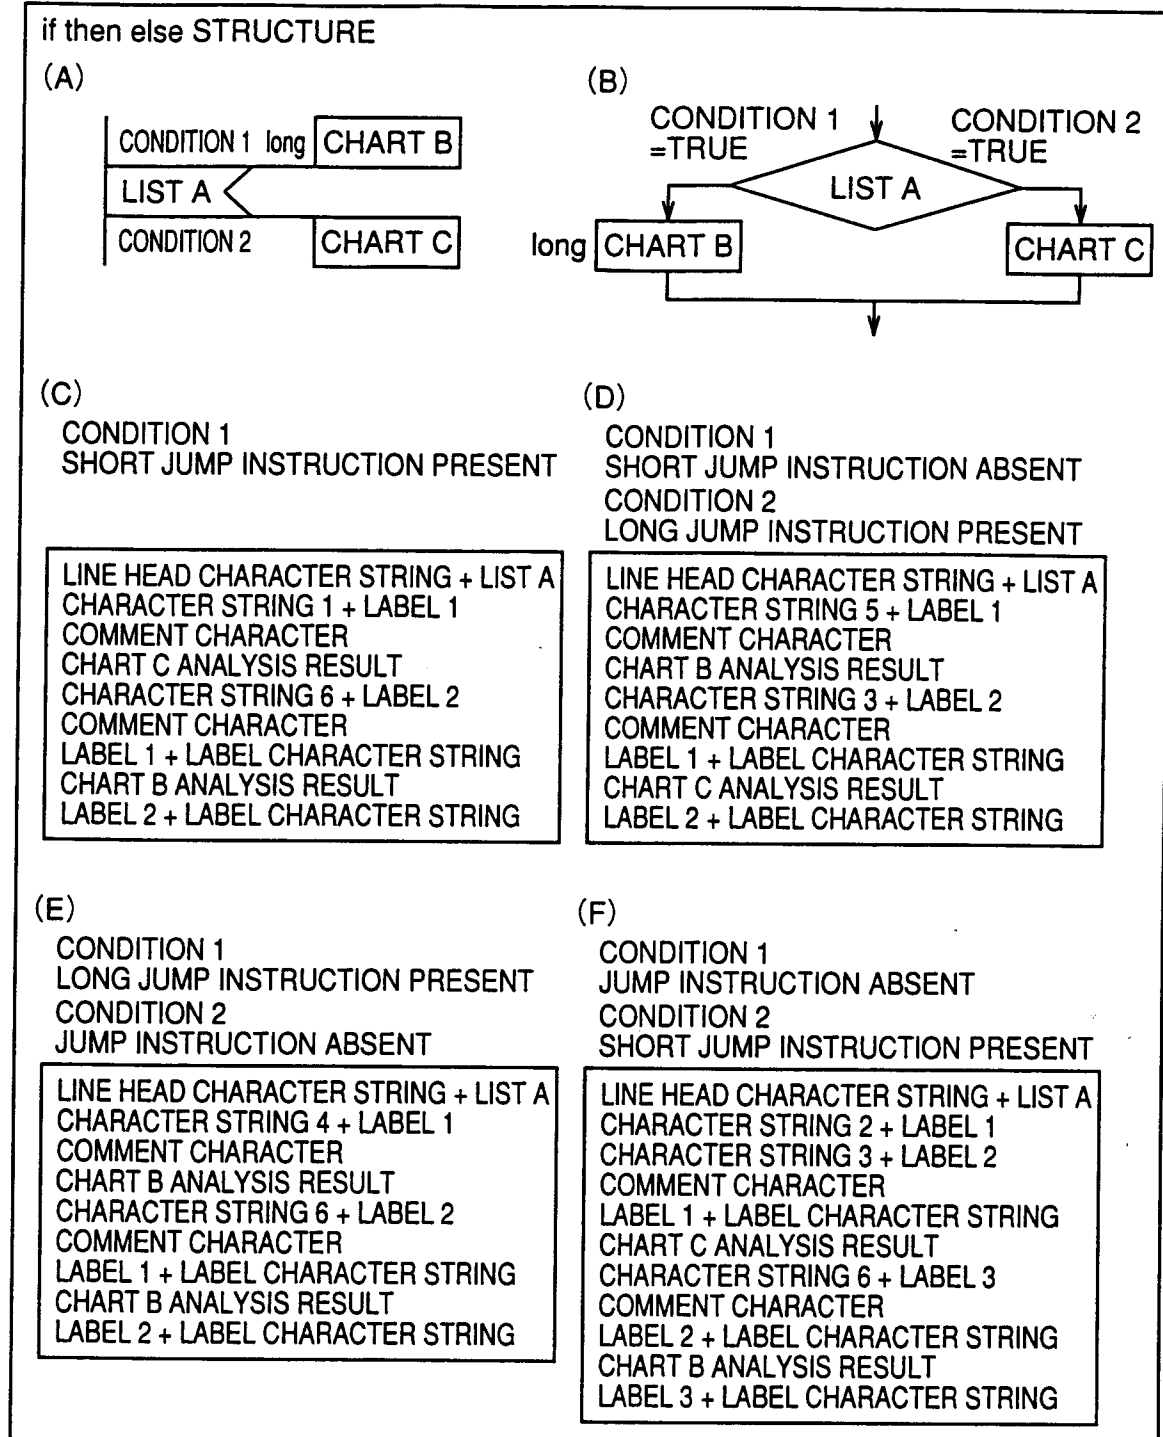 if then else STRUCTURE
(A)
CONDITION 1 long CHART B
LIST A
CONDITION 2 CHART C
(B)
CONDITION 1
=TRUE
CONDITION 2
=TRUE
LIST A
long CHART B
CHART C
(C)
CONDITION 1
SHORT JUMP INSTRUCTION PRESENT
LINE HEAD CHARACTER STRING + LIST A
CHARACTER STRING 1 + LABEL 1
COMMENT CHARACTER
CHART C ANALYSIS RESULT
CHARACTER STRING 6 + LABEL 2
COMMENT CHARACTER
LABEL 1 + LABEL CHARACTER STRING
CHART B ANALYSIS RESULT
LABEL 2 + LABEL CHARACTER STRING
(D)
CONDITION 1
SHORT JUMP INSTRUCTION ABSENT
CONDITION 2
LONG JUMP INSTRUCTION PRESENT
LINE HEAD CHARACTER STRING + LIST A
CHARACTER STRING 5 + LABEL 1
COMMENT CHARACTER
CHART B ANALYSIS RESULT
CHARACTER STRING 3 + LABEL 2
COMMENT CHARACTER
LABEL 1 + LABEL CHARACTER STRING
CHART C ANALYSIS RESULT
LABEL 2 + LABEL CHARACTER STRING
(E)
CONDITION 1
LONG JUMP INSTRUCTION PRESENT
CONDITION 2
JUMP INSTRUCTION ABSENT
LINE HEAD CHARACTER STRING + LIST A
CHARACTER STRING 4 + LABEL 1
COMMENT CHARACTER
CHART B ANALYSIS RESULT
CHARACTER STRING 6 + LABEL 2
COMMENT CHARACTER
LABEL 1 + LABEL CHARACTER STRING
CHART B ANALYSIS RESULT
LABEL 2 + LABEL CHARACTER STRING
(F)
CONDITION 1
JUMP INSTRUCTION ABSENT
CONDITION 2
SHORT JUMP INSTRUCTION PRESENT
LINE HEAD CHARACTER STRING + LIST A
CHARACTER STRING 2 + LABEL 1
CHARACTER STRING 3 + LABEL 2
COMMENT CHARACTER
LABEL 1 + LABEL CHARACTER STRING
CHART C ANALYSIS RESULT
CHARACTER STRING 6 + LABEL 3
COMMENT CHARACTER
LABEL 2 + LABEL CHARACTER STRING
CHART B ANALYSIS RESULT
LABEL 3 + LABEL CHARACTER STRING